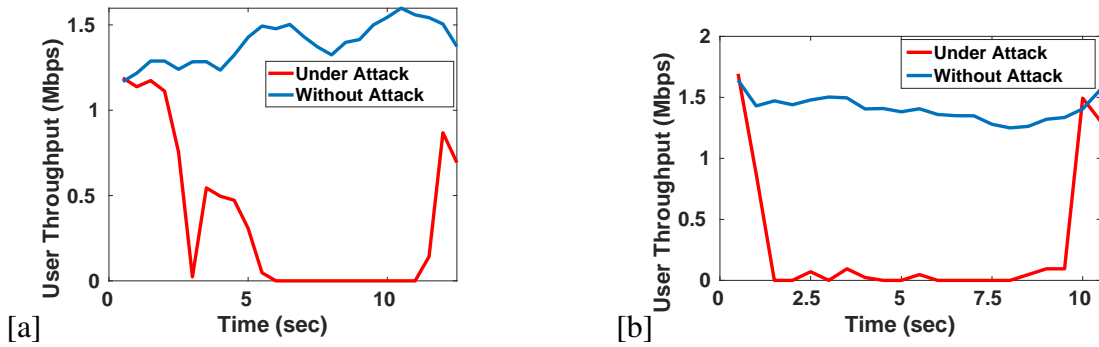 User Throughput (Mbps)
1.5
1
0.5
0
Under Attack
Without Attack
0 5 10
Time (sec)
[a]
User Throughput (Mbps)
2
1.5
1
0.5
0
Under Attack
Without Attack
0 2.5 5 7.5 10
Time (sec)
[b]